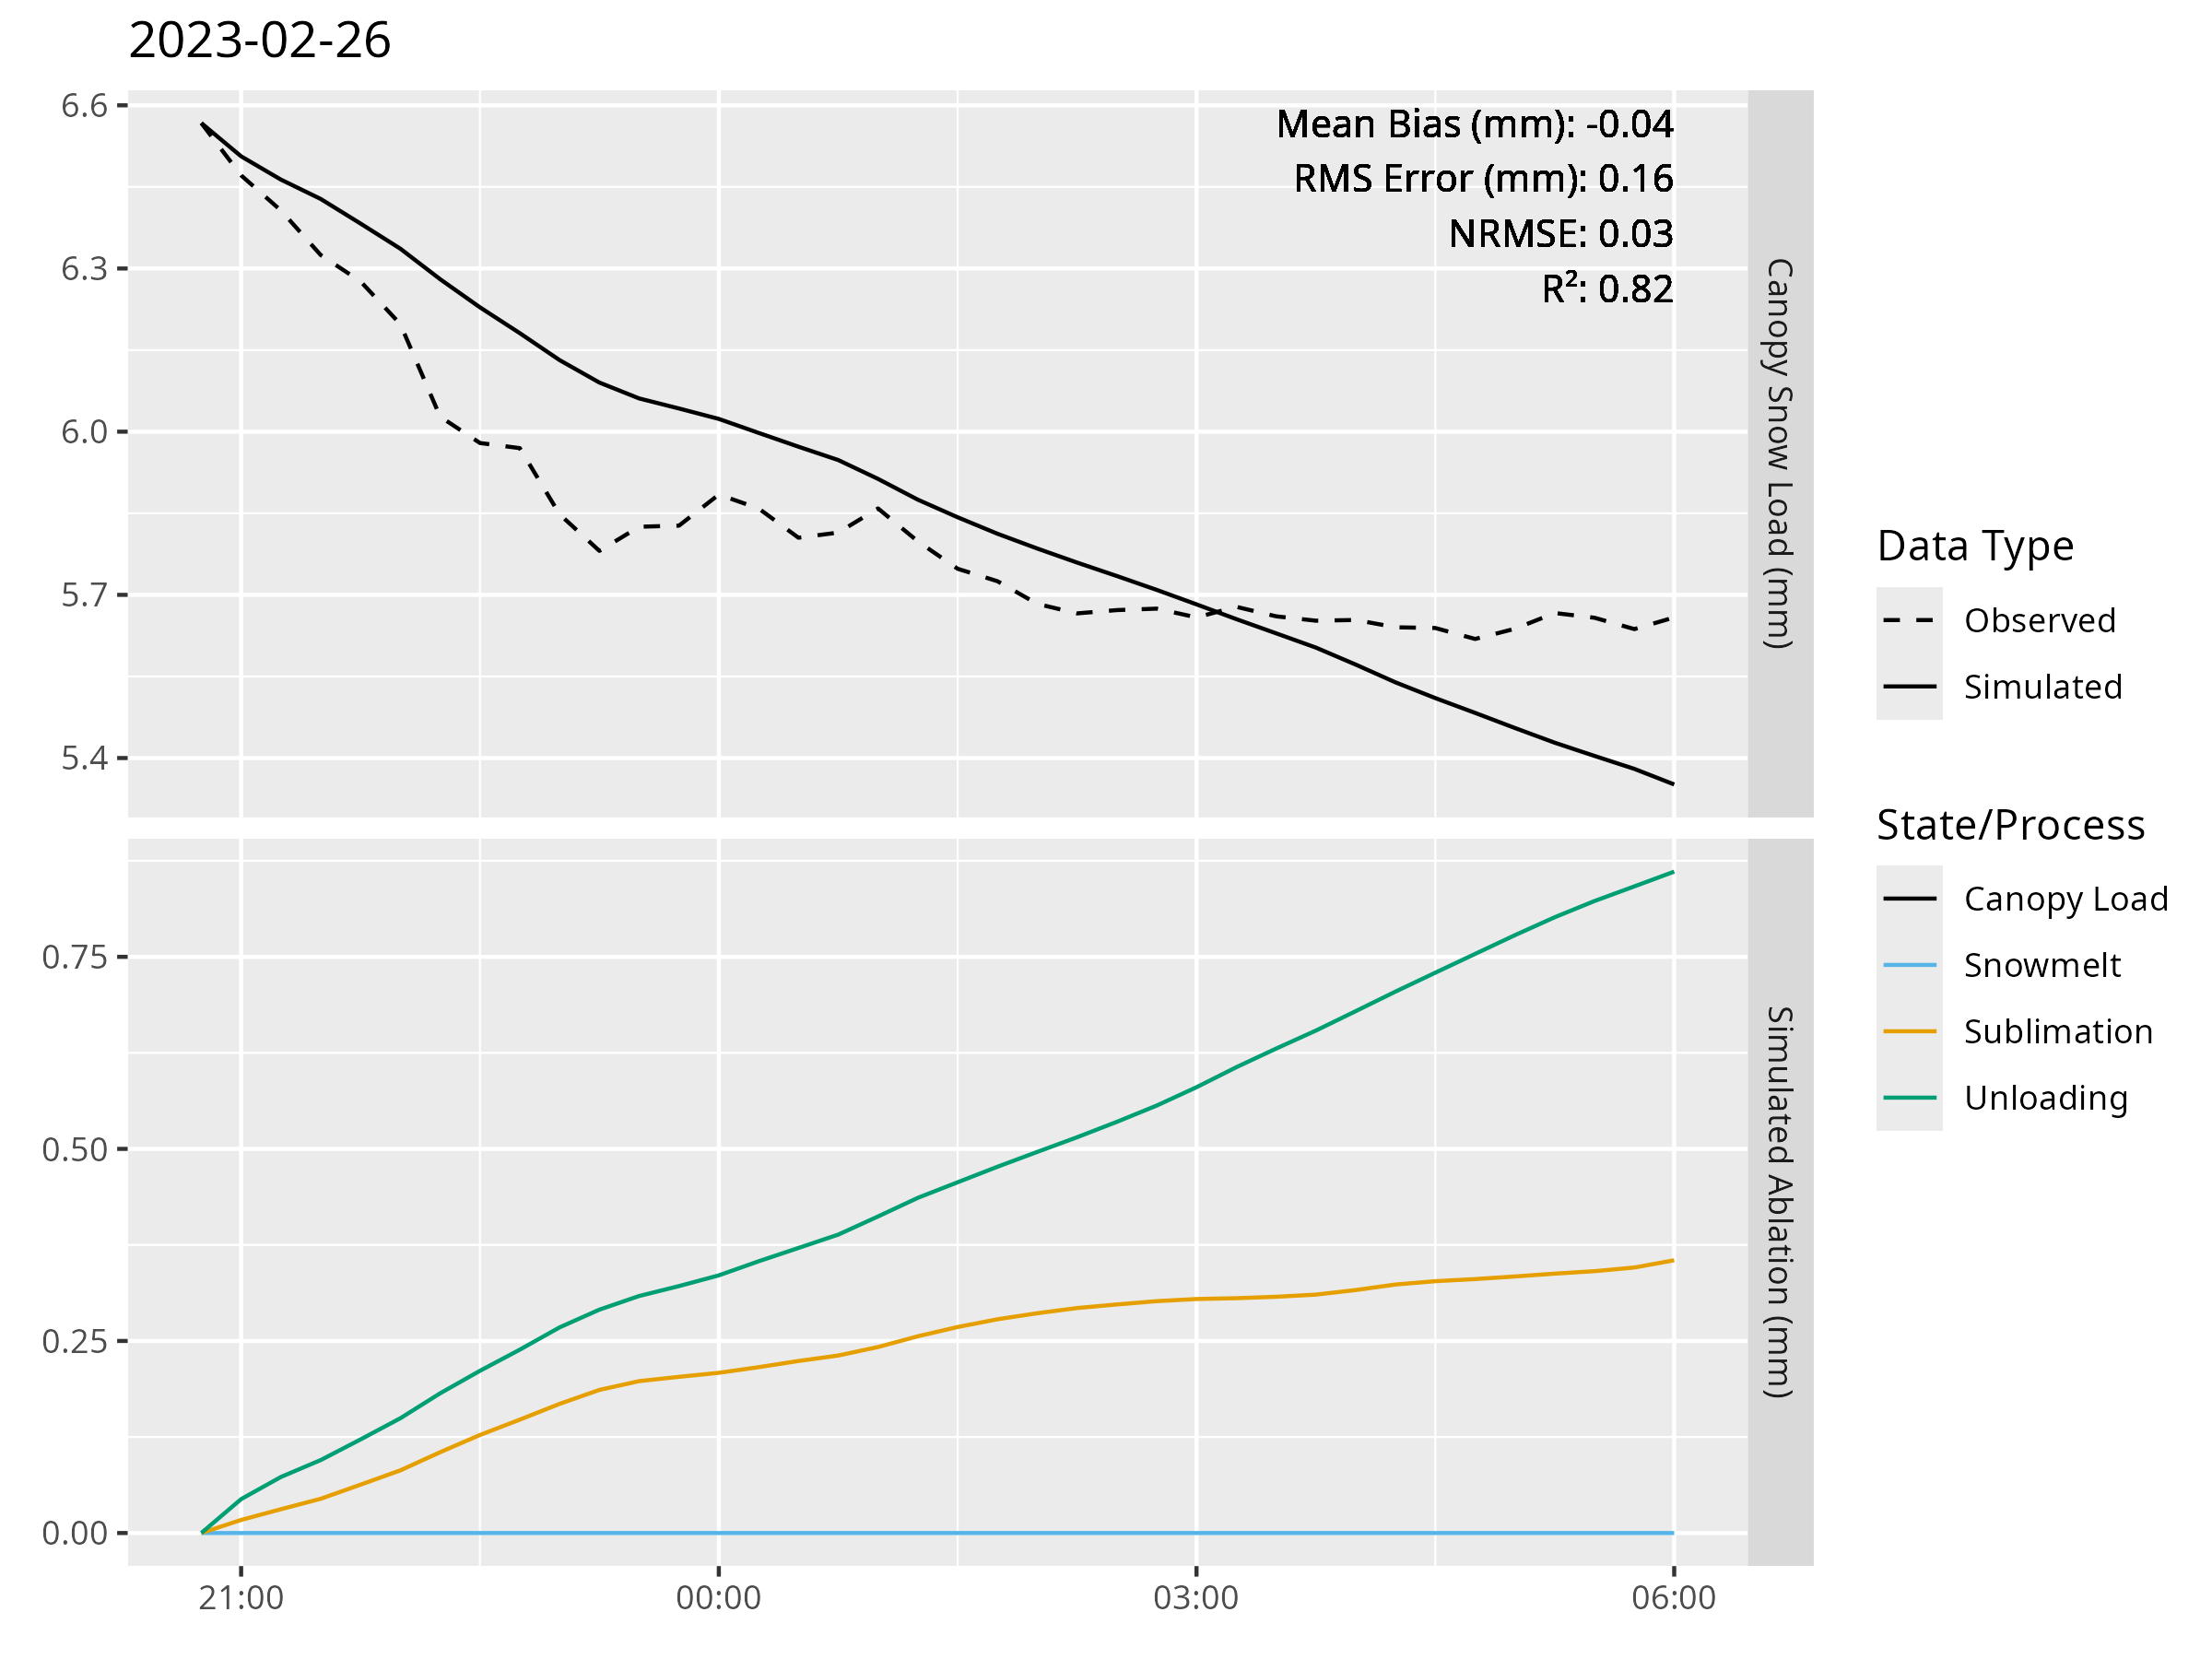 2023-02-26
6.6
6.3
6.0
5.7
5.4
Mean Bias (mm): -0.04
RMS Error (mm): 0.16
NRMSE: 0.03
R²: 0.82
Canopy Snow Load (mm)
0.75
0.50
0.25
0.00
Simulated Ablation (mm)
21:00
00:00
03:00
06:00
Data Type
Observed
Simulated
State/Process
Canopy Load
Snowmelt
Sublimation
Unloading